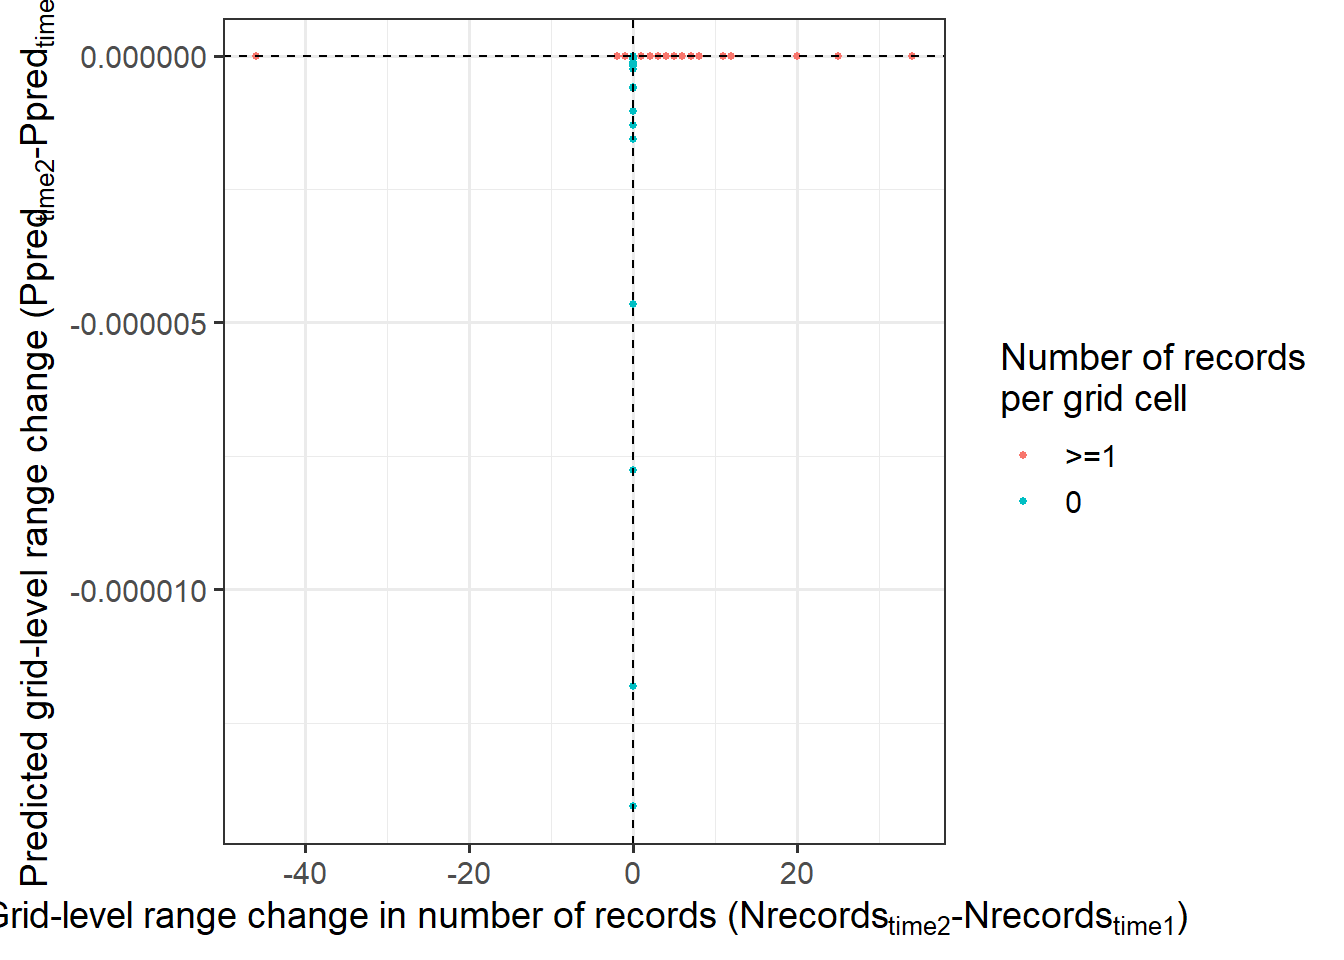 Predicted grid-level range change (Ppredtime2-Ppredtime
0.000000
-0.000005
-0.000010
-40
-20
0
20
Grid-level range change in number of records (Nrecordstime2-Nrecordstime1)
Number of records
per grid cell
>=1
0